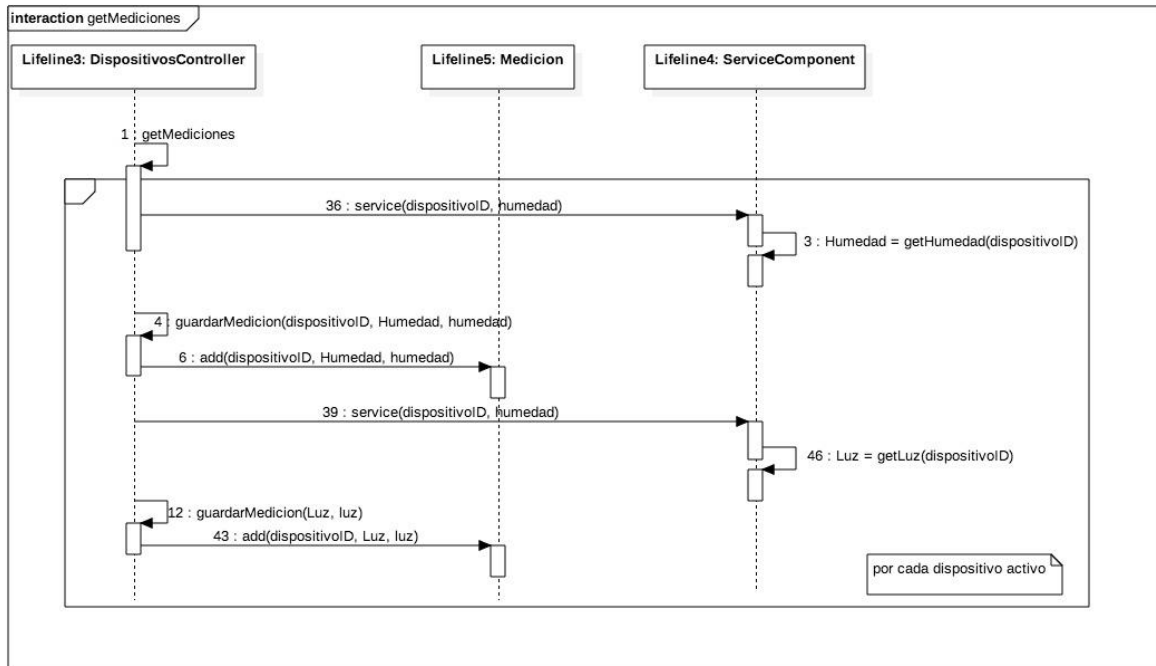 interaction getMediciones
Lifeline3: DispositivosController
Lifeline5: Medicion
Lifeline4: ServiceComponent
1 : getMediciones
36 : service(dispositivoID, humedad)
3 : Humedad = getHumedad(dispositivoID)
4 : guardarMedicion(dispositivoID, Humedad, humedad)
6 : add(dispositivoID, Humedad, humedad)
39 : service(dispositivoID, humedad)
46 : Luz = getLuz(dispositivoID)
12 : guardarMedicion(Luz, luz)
43 : add(dispositivoID, Luz, luz)
por cada dispositivo activo